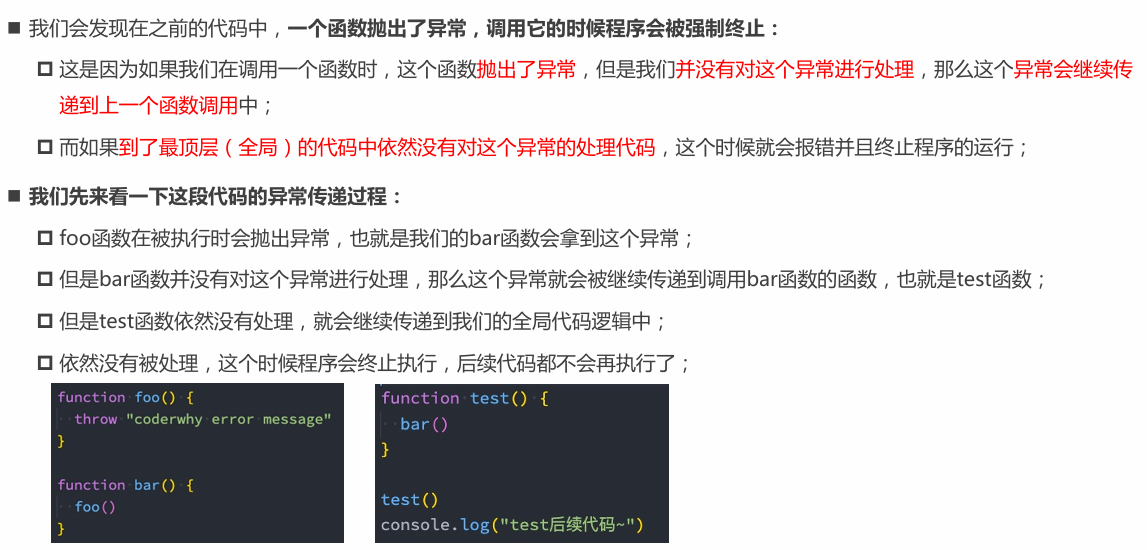 我们会发现在之前的代码中，一个函数抛出了异常，调用它的时候程序会被强制终止：
这是因为如果我们在调用一个函数时，这个函数抛出了异常，但是我们并没有对这个异常进行处理，那么这个异常会继续传
递到上一个函数调用中；
而如果到了最顶层（全局）的代码中依然没有对这个异常的处理代码，这个时候就会报错并且终止程序的运行；
我们先来看一下这段代码的异常传递过程：
foo函数在被执行时会抛出异常，也就是我们的bar函数会拿到这个异常；
但是bar函数并没有对这个异常进行处理，那么这个异常就会被继续传递到调用bar函数的函数，也就是test函数；
但是test函数依然没有处理，就会继续传递到我们的全局代码逻辑中；
依然没有被处理，这个时候程序会终止执行，后续代码都不会再执行了；
function foo() {
  throw "coderwhy error message"
}

function bar() {
  foo()
}
function test() {
  bar()
}

test()
console.log("test后续代码~")